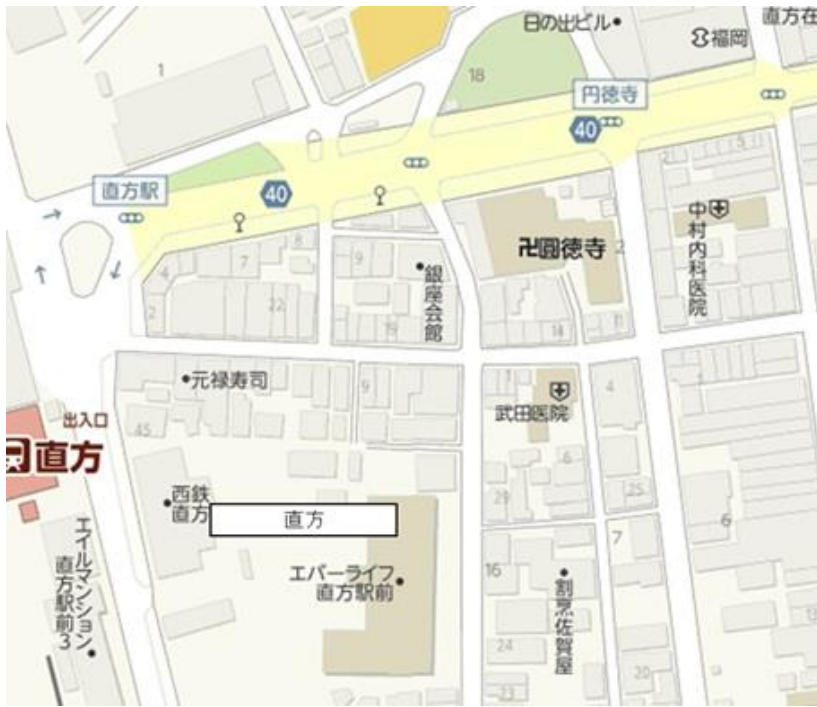 日の出ビル
直方在
福岡
1
18
円徳寺
40
直方駅
40
中村内科医院
2
5
卍圓徳寺
2
8
7
4
2
22
9
19
銀座会館
14
11
元禄寿司
9
1
武田医院
4
1
出入口
直方
45
西鉄
直方
直方
6
29
25
6
7
エイルマンション
直方駅前3
エバーライフ
直方駅前
16
割烹佐賀屋
24
23
20
13